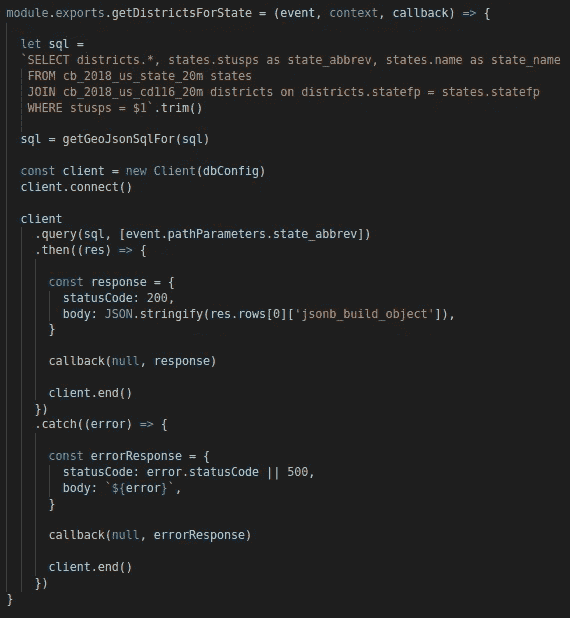 module.exports.getDistrictsForState = (event, context, callback) => {
let sql =
`SELECT districts.*, states.stusps as state_abbrev, states.name as state_name
FROM cb_2018_us_state_20m states
JOIN cb_2018_us_cd116_20m districts on districts.statefp = states.statefp
WHERE stusps = $1`.trim()
sql = getGeoJsonSqlFor(sql)
const client = new Client(dbConfig)
client.connect()
client
.query(sql, [event.pathParameters.state_abbrev])
.then((res) => {
const response = {
statusCode: 200,
body: JSON.stringify(res.rows[0]['jsonb_build_object']),
}
callback(null, response)
client.end()
})
.catch((error) => {
const errorResponse = {
statusCode: error.statusCode || 500,
body: `${error}`,
}
callback(null, errorResponse)
client.end()
})
}